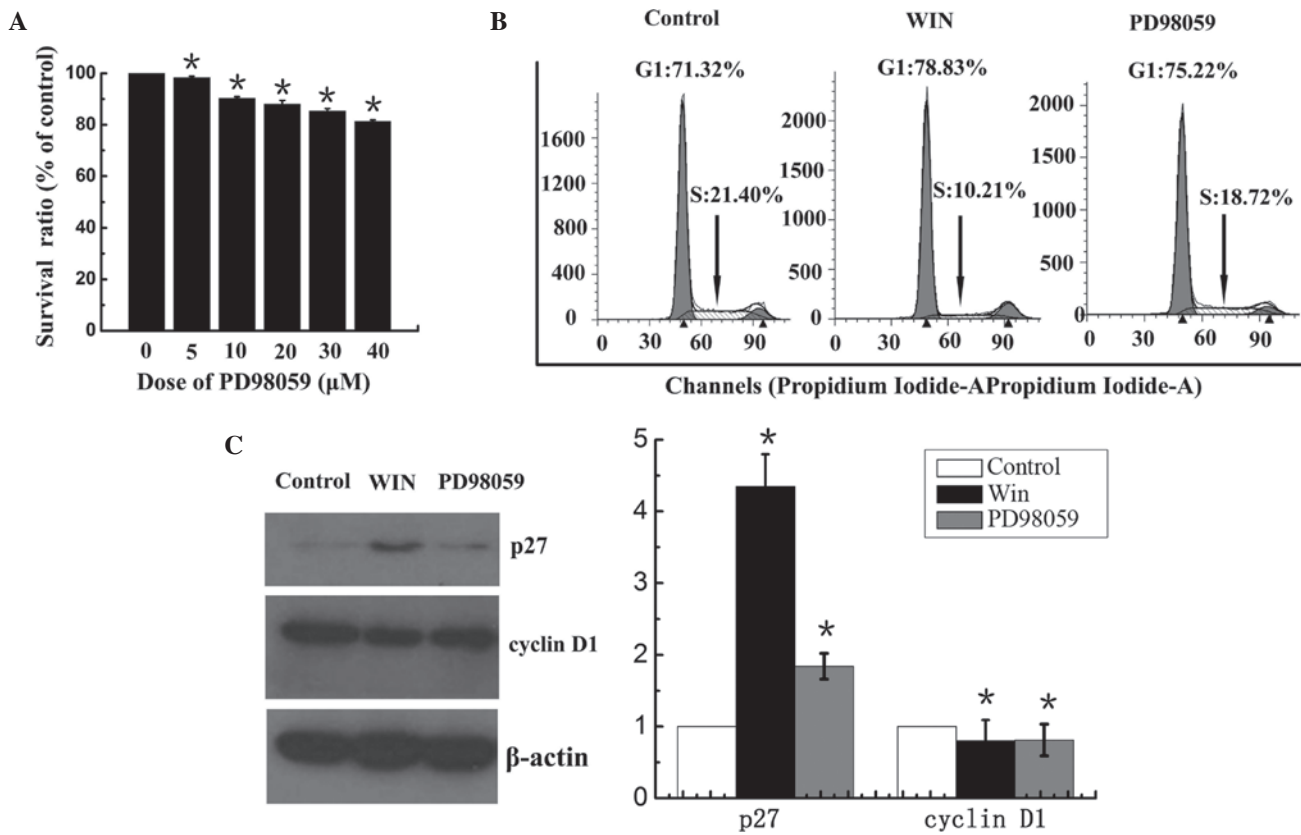 A
Survival ratio (% of control)
100
80
60
40
20
0
*
*
*
*
*
0 5 10 20 30 40
Dose of PD98059 (μM)
B
Control WIN PD98059
G1:71.32% G1:78.83% G1:75.22%
S:21.40% S:10.21% S:18.72%
1600
1200
800
400
0
2000
1500
1000
500
0
2000
1500
1000
500
0
0 30 60 90
0 30 60 90
0 30 60 90
Channels (Propidium Iodide-APropidium Iodide-A)
C
Control WIN PD98059
p27
cyclin D1
β-actin
5
4
3
2
1
0
*
*
*
*
Control
Win
PD98059
p27 cyclin D1